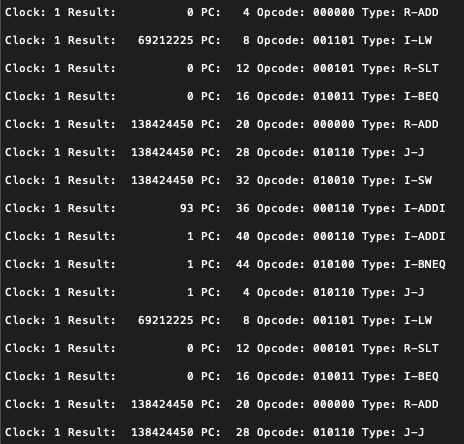 Clock: 1 Result:          0 PC:   4 Opcode: 000000 Type: R-ADD
Clock: 1 Result:   69212225 PC:   8 Opcode: 001101 Type: I-LW
Clock: 1 Result:          0 PC:  12 Opcode: 000101 Type: R-SLT
Clock: 1 Result:          0 PC:  16 Opcode: 010011 Type: I-BEQ
Clock: 1 Result:  138424450 PC:  20 Opcode: 000000 Type: R-ADD
Clock: 1 Result:  138424450 PC:  28 Opcode: 010110 Type: J-J
Clock: 1 Result:  138424450 PC:  32 Opcode: 010010 Type: I-SW
Clock: 1 Result:         93 PC:  36 Opcode: 000110 Type: I-ADDI
Clock: 1 Result:          1 PC:  40 Opcode: 000110 Type: I-ADDI
Clock: 1 Result:          1 PC:  44 Opcode: 010100 Type: I-BNEQ
Clock: 1 Result:          1 PC:   4 Opcode: 010110 Type: J-J
Clock: 1 Result:   69212225 PC:   8 Opcode: 001101 Type: I-LW
Clock: 1 Result:          0 PC:  12 Opcode: 000101 Type: R-SLT
Clock: 1 Result:          0 PC:  16 Opcode: 010011 Type: I-BEQ
Clock: 1 Result:  138424450 PC:  20 Opcode: 000000 Type: R-ADD
Clock: 1 Result:  138424450 PC:  28 Opcode: 010110 Type: J-J